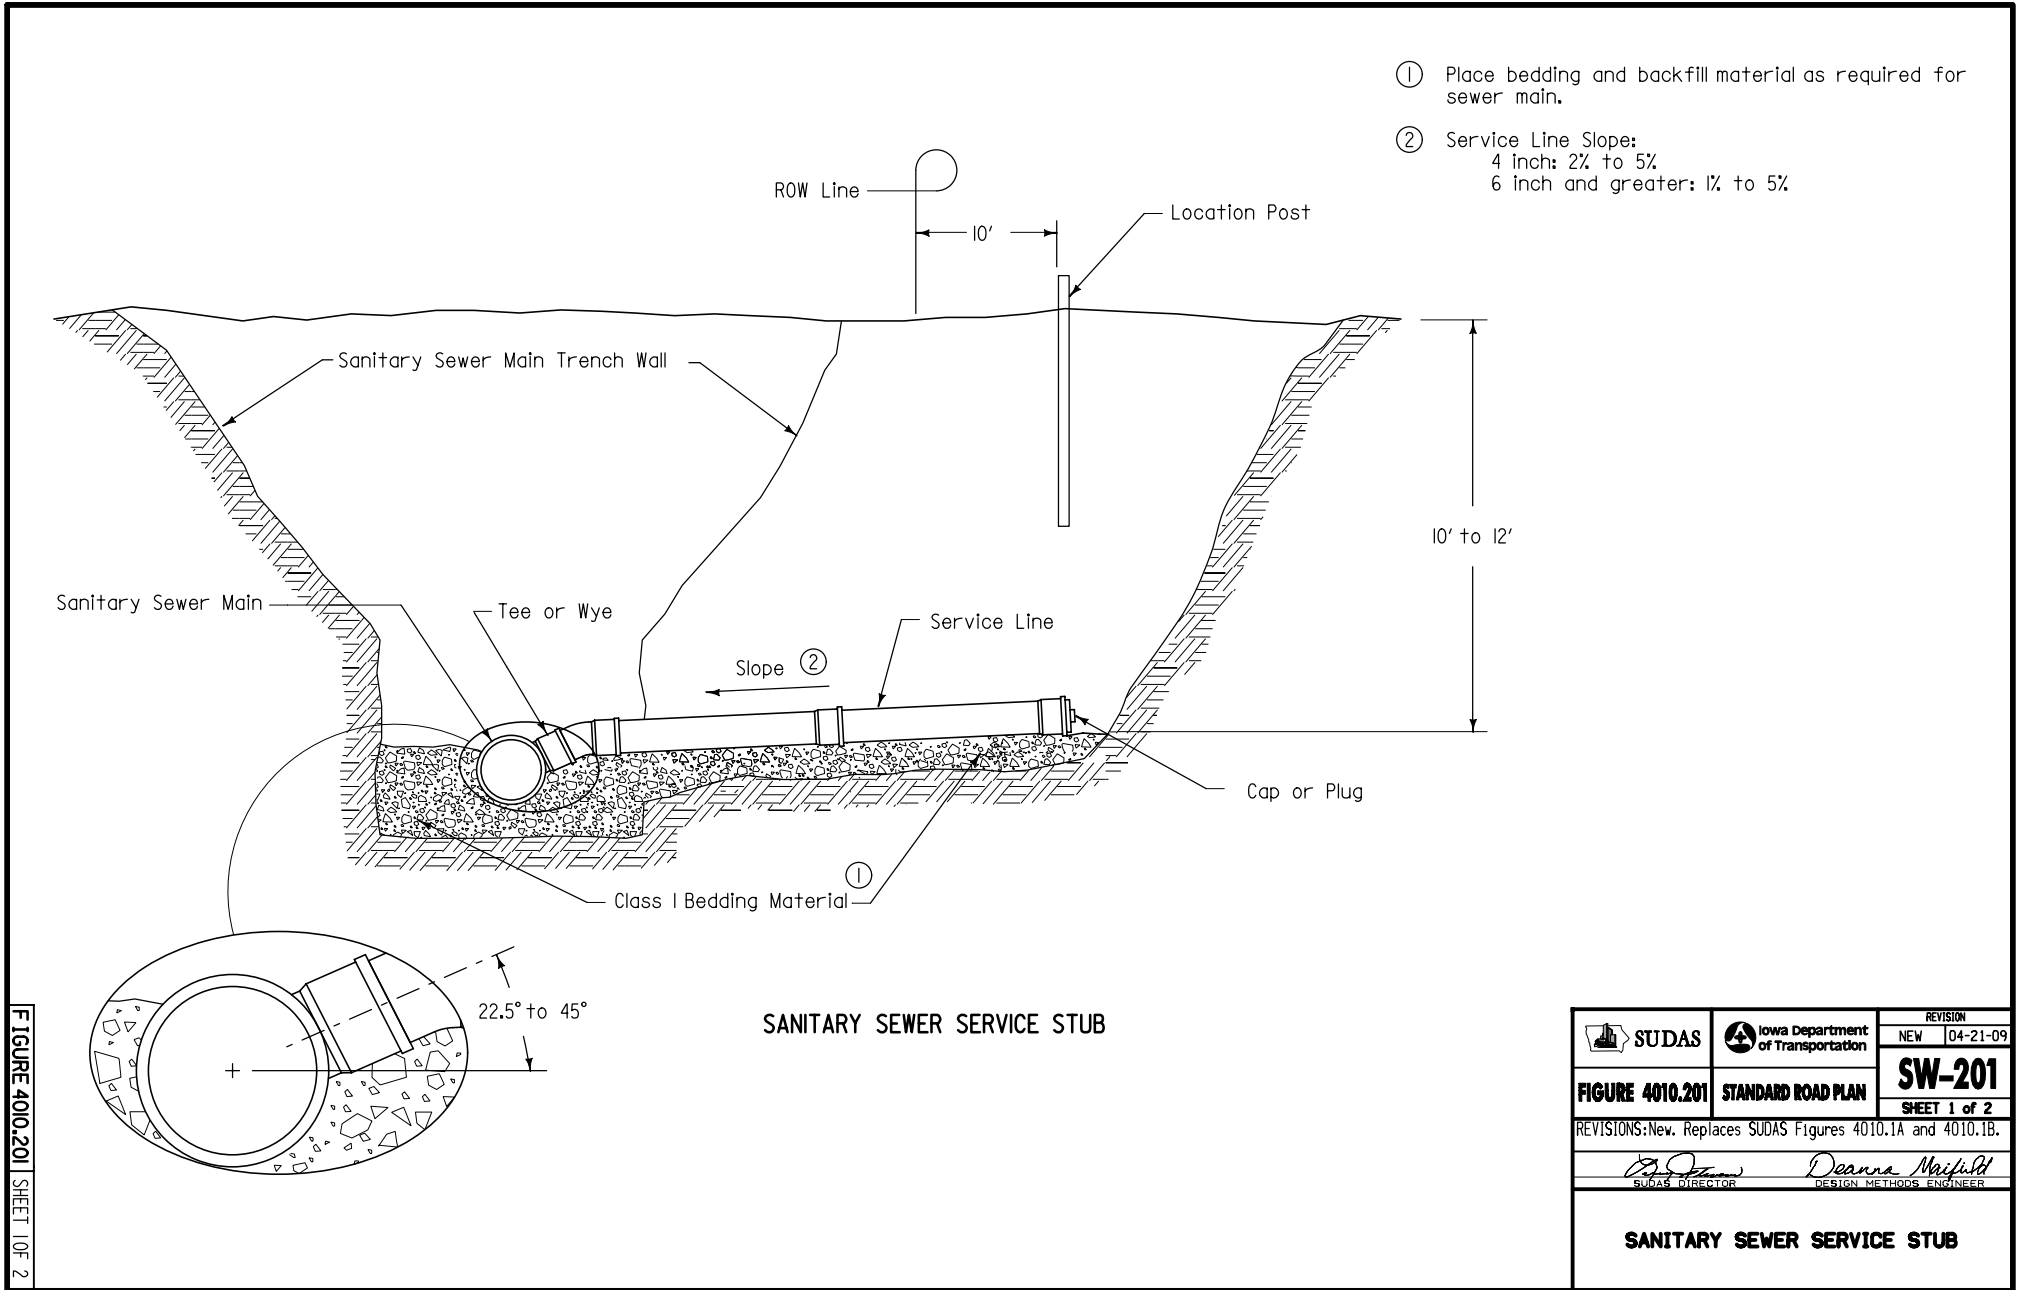 ① Place bedding and backfill material as required for
sewer main.
② Service Line Slope:
4 inch: 2% to 5%
6 inch and greater: 1% to 5%
ROW Line
10'
Location Post
Sanitary Sewer Main Trench Wall
10' to 12'
Sanitary Sewer Main
Tee or Wye
Service Line
Slope ②
Cap or Plug
①
Class I Bedding Material
22.5° to 45°
SANITARY SEWER SERVICE STUB
FIGURE 4010.201 SHEET 1 OF 2
SUDAS
Iowa Department
of Transportation
REVISION
NEW 04-21-09
FIGURE 4010.201
STANDARD ROAD PLAN
SW-201
SHEET 1 of 2
REVISIONS: New. Replaces SUDAS Figures 4010.1A and 4010.1B.
Deanna Maifield
SUDAS DIRECTOR
DESIGN METHODS ENGINEER
SANITARY SEWER SERVICE STUB